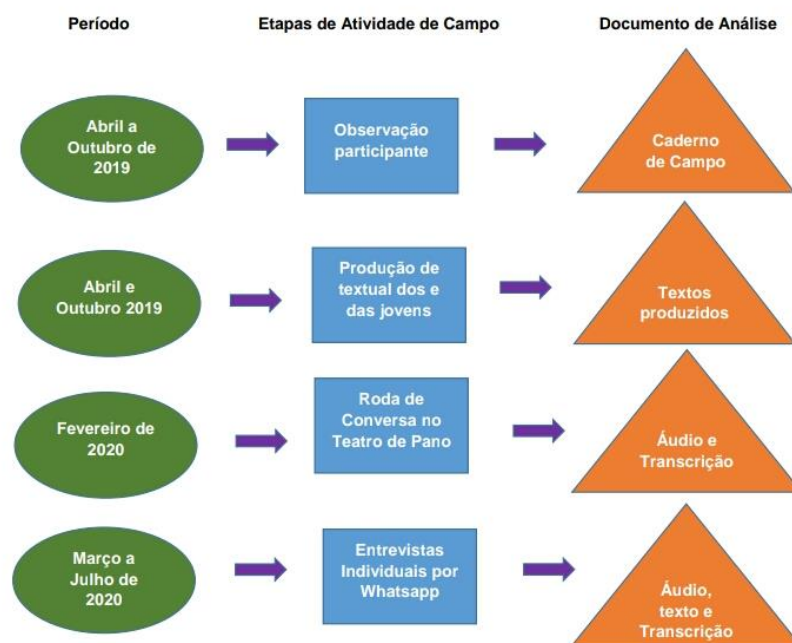 Período
Etapas de Atividade de Campo
Documento de Análise
Abril a
Outubro de
2019
Observação
participante
Caderno
de Campo
Abril e
Outubro 2019
Produção de
textual dos e
das jovens
Textos
produzidos
Fevereiro de
2020
Roda de
Conversa no
Teatro de Pano
Áudio e
Transcrição
Março a
Julho de
2020
Entrevistas
Individuais por
Whatsapp
Áudio,
texto e
Transcrição